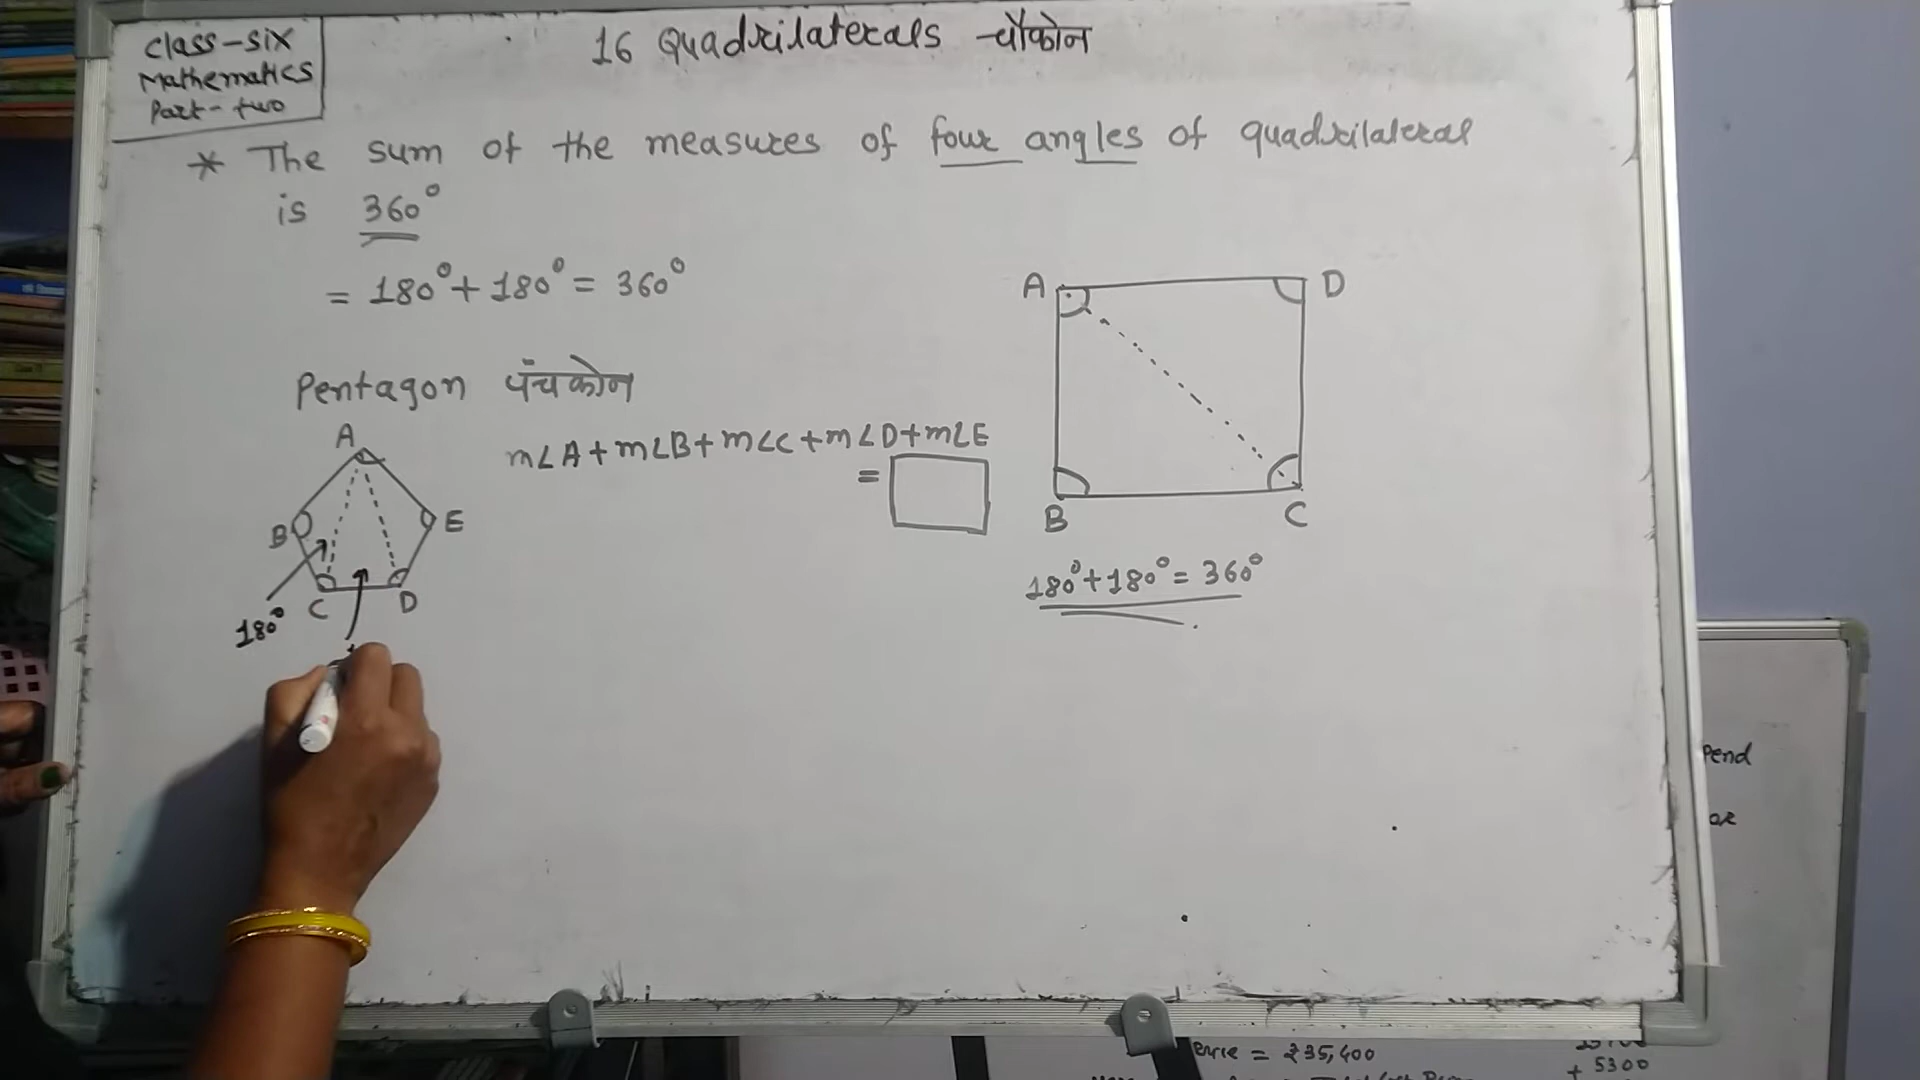 Class-six
Mathematics
Part-two
16 Quadrilaterals चौकोन
* The sum of the measures of four angles of quadrilateral
is 360°
= 180° + 180° = 360°
Pentagon पंचकोन
m∠A + m∠B + m∠C + m∠D + m∠E
=
A
B
E
C
D
180°
A
D
B
C
180° + 180° = 360°
Pend
= ₹35,400
+ 5300